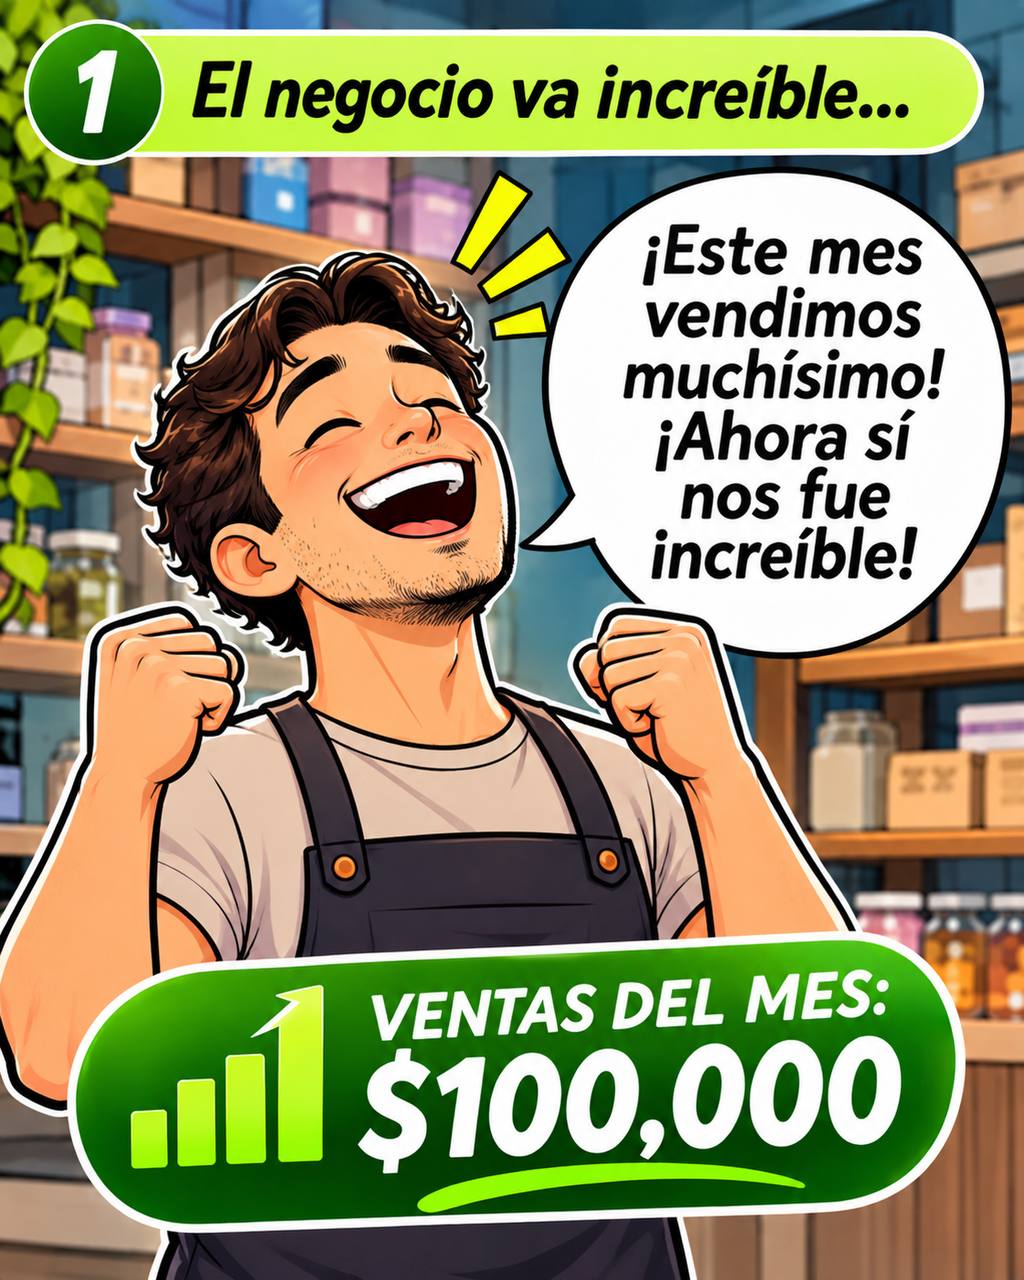 1
El negocio va increíble...
¡Este mes
vendimos
muchísimo!
¡Ahora sí
nos fue
increíble!
VENTAS DEL MES:
$100,000